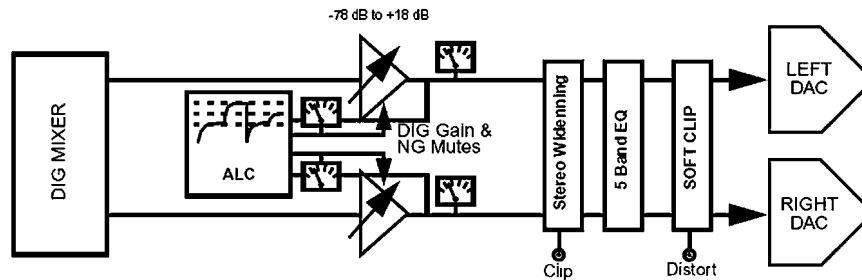 -78 dB to +18 dB
DIG MIXER
ALC
DIG Gain &
NG Mutes
Stereo Widenning
5 Band EQ
SOFT CLIP
LEFT
DAC
RIGHT
DAC
Clip
Distort